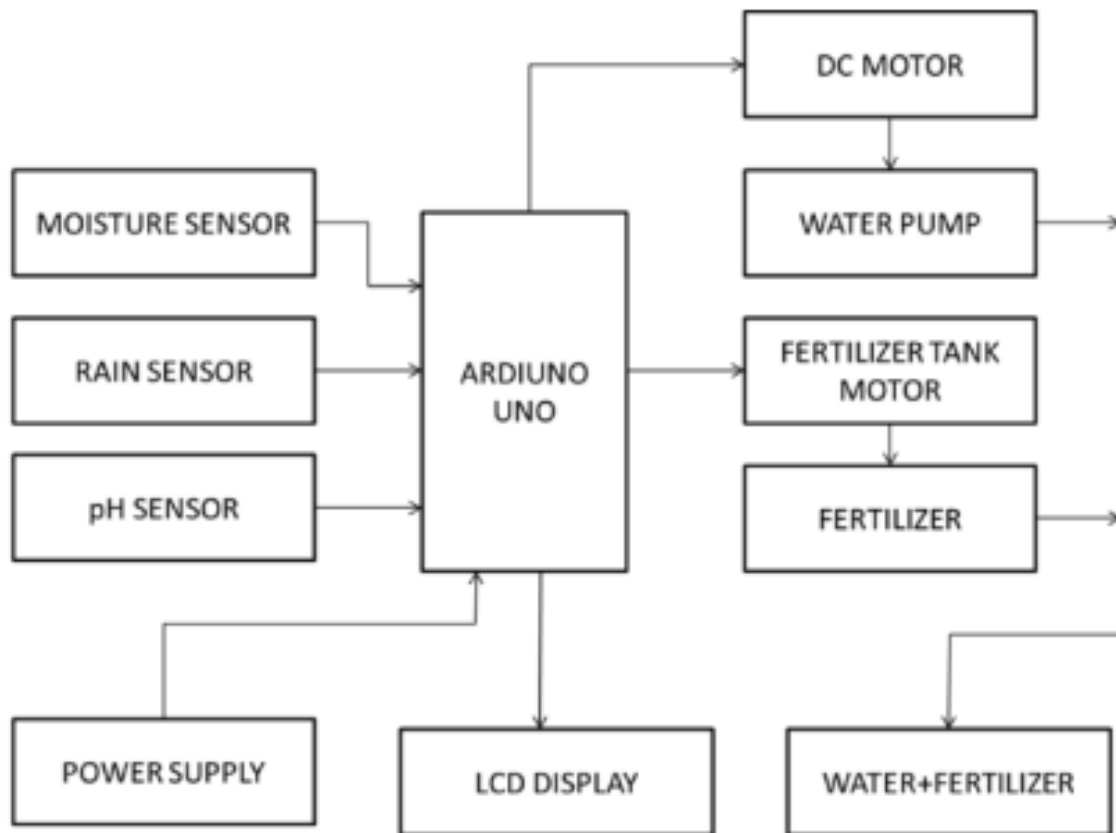 DC MOTOR
MOISTURE SENSOR
WATER PUMP
RAIN SENSOR
ARDIUNO
UNO
FERTILIZER TANK
MOTOR
pH SENSOR
FERTILIZER
POWER SUPPLY
LCD DISPLAY
WATER+FERTILIZER